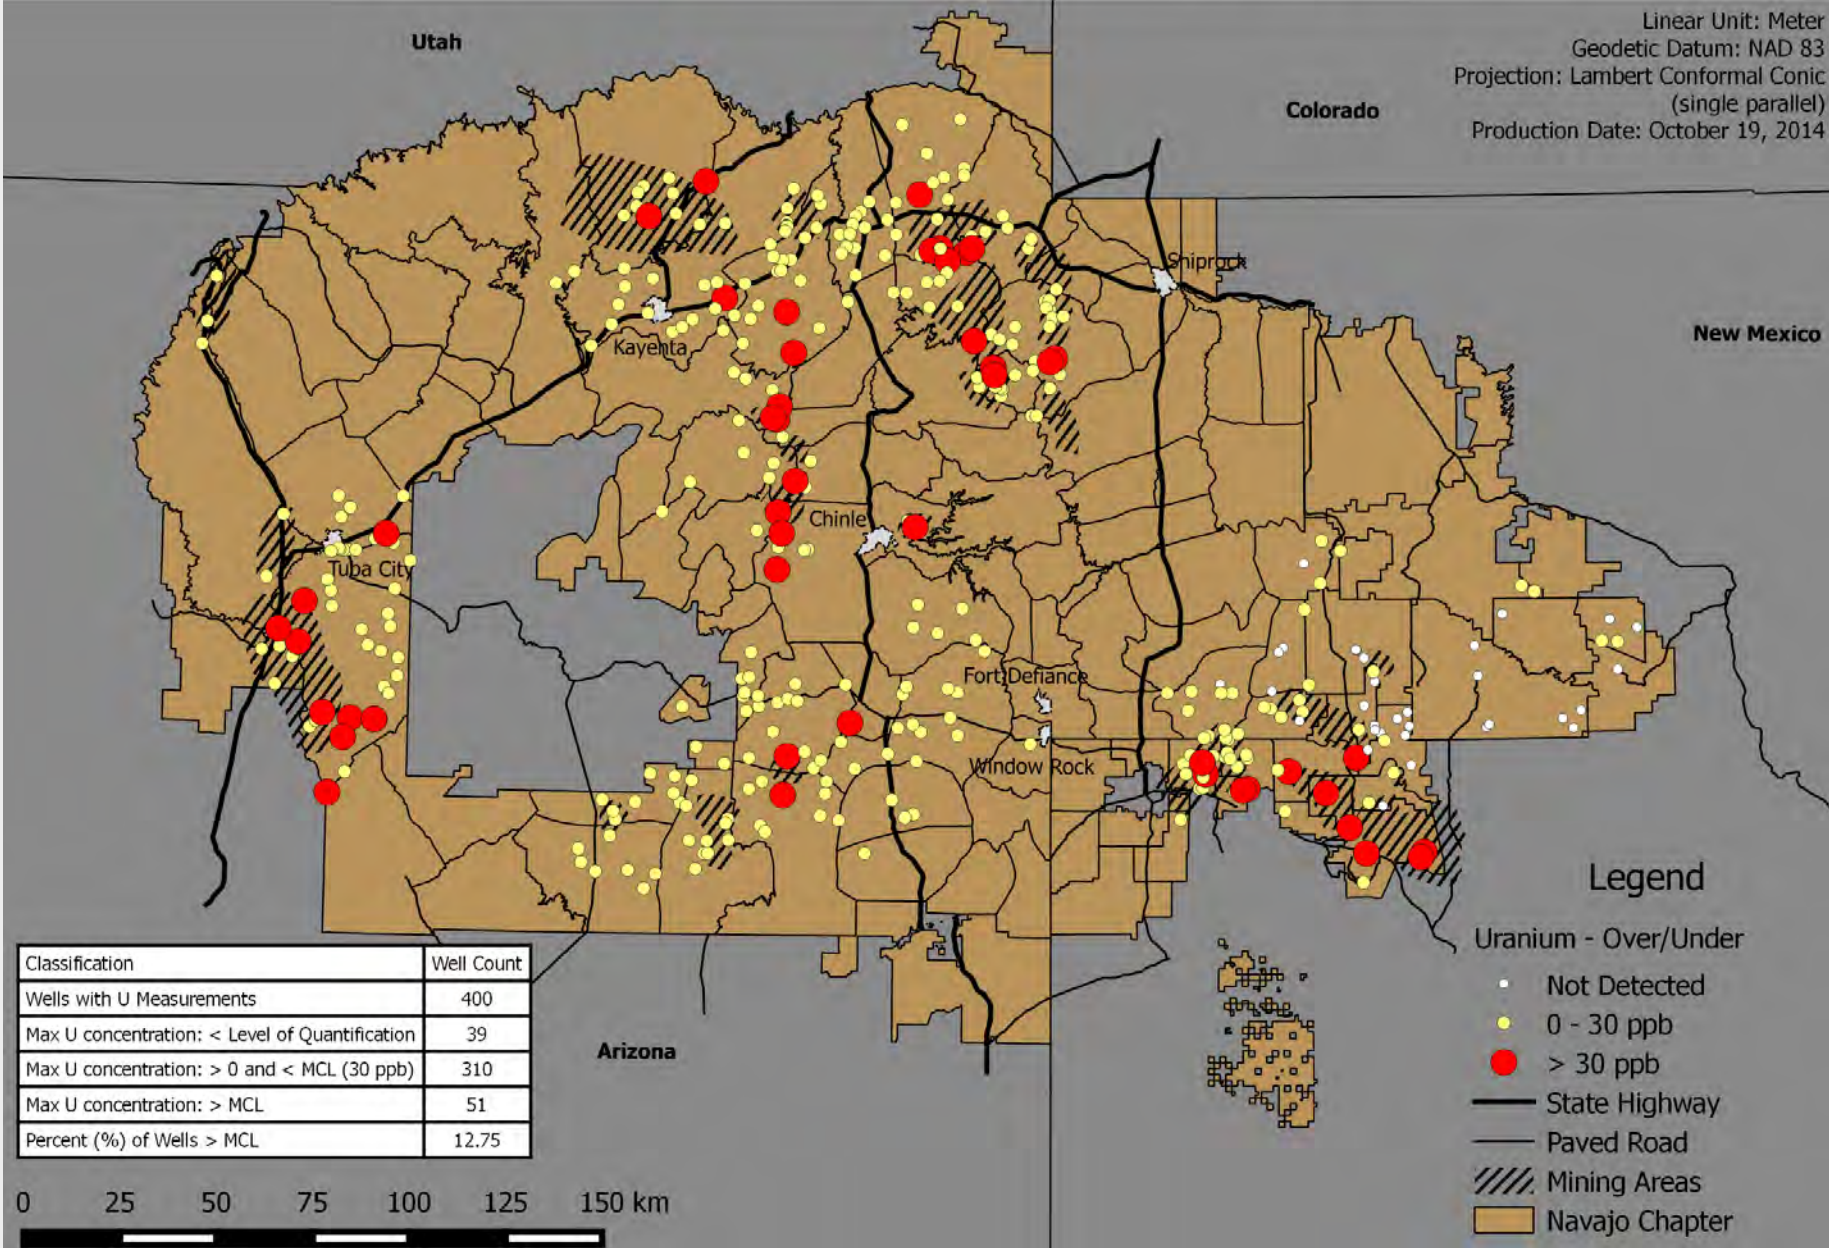 Linear Unit: Meter
Geodetic Datum: NAD 83
Projection: Lambert Conformal Conic
(single parallel)
Production Date: October 19, 2014
Utah
Colorado
New Mexico
Arizona
Shiprock
Kayenta
Chinle
Tuba City
Fort Defiance
Window Rock
Classification Well Count
Wells with U Measurements 400
Max U concentration: < Level of Quantification 39
Max U concentration: > 0 and < MCL (30 ppb) 310
Max U concentration: > MCL 51
Percent (%) of Wells > MCL 12.75
0 25 50 75 100 125 150 km
Legend
Uranium - Over/Under
Not Detected
0 - 30 ppb
> 30 ppb
State Highway
Paved Road
Mining Areas
Navajo Chapter